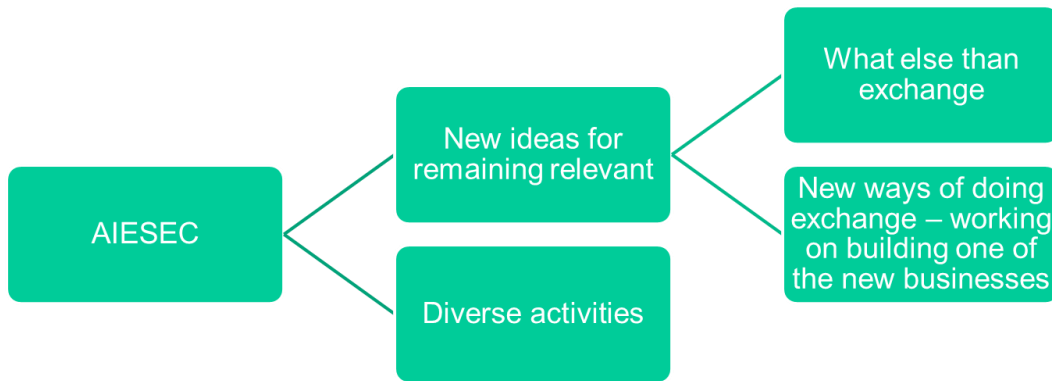 AIESEC
New ideas for
remaining relevant
Diverse activities
What else than
exchange
New ways of doing
exchange – working
on building one of
the new businesses